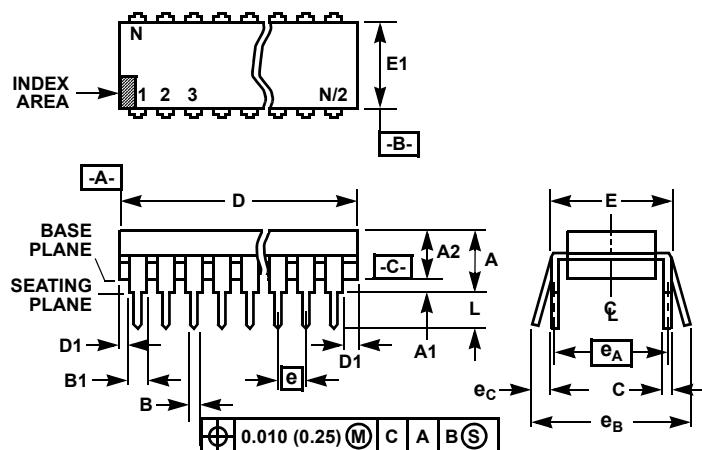 N
INDEX
AREA
1 2 3 N/2
E1
-B-
-A-
D
E
BASE
PLANE
A2
A
-C-
SEATING
PLANE
L
C L
D1
A1
D1
e
eA
B1
B
eC
C
eB
0.010 (0.25) M C A B S